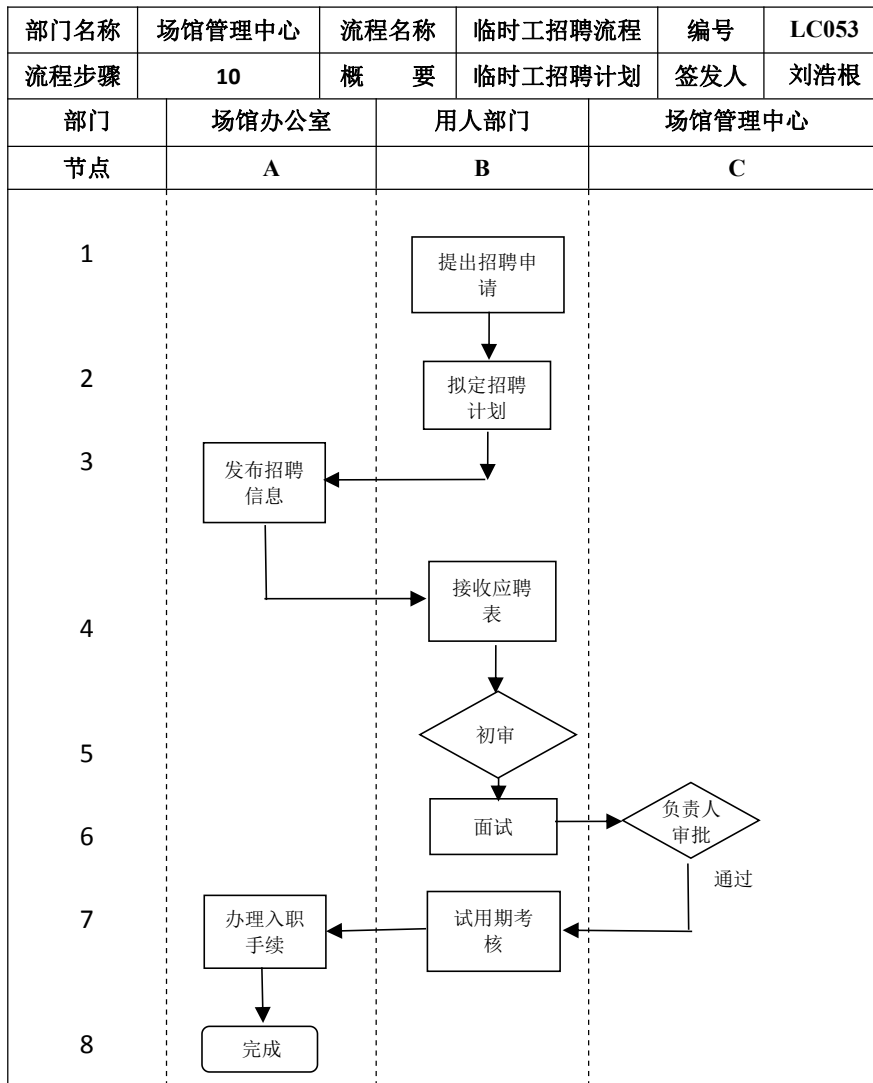 部门名称 场馆管理中心 流程名称 临时工招聘流程 编号 LC053
流程步骤 10 概 要 临时工招聘计划 签发人 刘浩根
部门 场馆办公室 用人部门 场馆管理中心
节点 A B C
1
提出招聘申
请
2
拟定招聘
计划
3
发布招聘
信息
接收应聘
表
4
初审
5
面试
6
负责人
审批
通过
7
试用期考
核
办理入职
手续
完成
8